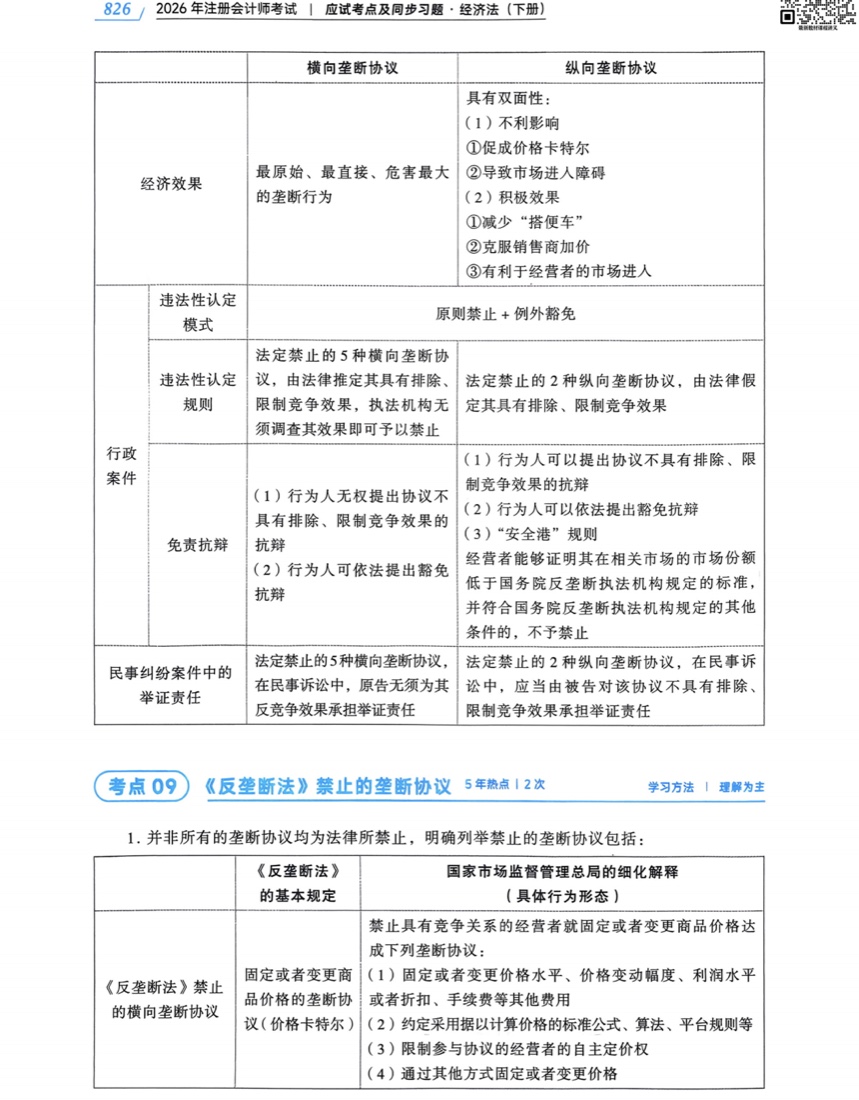 826 2026年注册会计师考试 | 应试考点及同步习题·经济法（下册）
横向垄断协议
纵向垄断协议
经济效果
最原始、最直接、危害最大
的垄断行为
具有双面性：
（1）不利影响
①促成价格卡特尔
②导致市场进入障碍
（2）积极效果
①减少“搭便车”
②克服销售商加价
③有利于经营者的市场进入
行政
案件
违法性认定
模式
原则禁止+例外豁免
违法性认定
规则
法定禁止的5种横向垄断协
议，由法律推定其具有排除、
限制竞争效果，执法机构无
须调查其效果即可予以禁止
法定禁止的2种纵向垄断协议，由法律假
定其具有排除、限制竞争效果
免责抗辩
（1）行为人无权提出协议不
具有排除、限制竞争效果的
抗辩
（2）行为人可依法提出豁免
抗辩
（1）行为人可以提出协议不具有排除、限
制竞争效果的抗辩
（2）行为人可以依法提出豁免抗辩
（3）“安全港”规则
经营者能够证明其在相关市场的市场份额
低于国务院反垄断执法机构规定的标准，
并符合国务院反垄断执法机构规定的其他
条件的，不予禁止
民事纠纷案件中的
举证责任
法定禁止的5种横向垄断协议，
在民事诉讼中，原告无须为其
反竞争效果承担举证责任
法定禁止的2种纵向垄断协议，在民事诉
讼中，应当由被告对该协议不具有排除、
限制竞争效果承担举证责任
考点 09 《反垄断法》禁止的垄断协议 5年热点 | 2次 学习方法 | 理解为主
1. 并非所有的垄断协议均为法律所禁止，明确列举禁止的垄断协议包括：
《反垄断法》
的基本规定
国家市场监督管理总局的细化解释
（具体行为形态）
《反垄断法》禁止
的横向垄断协议
固定或者变更商
品价格的垄断协
议（价格卡特尔）
禁止具有竞争关系的经营者就固定或者变更商品价格达
成下列垄断协议：
（1）固定或者变更价格水平、价格变动幅度、利润水平
或者折扣、手续费等其他费用
（2）约定采用据以计算价格的标准公式、算法、平台规则等
（3）限制参与协议的经营者的自主定价权
（4）通过其他方式固定或者变更价格